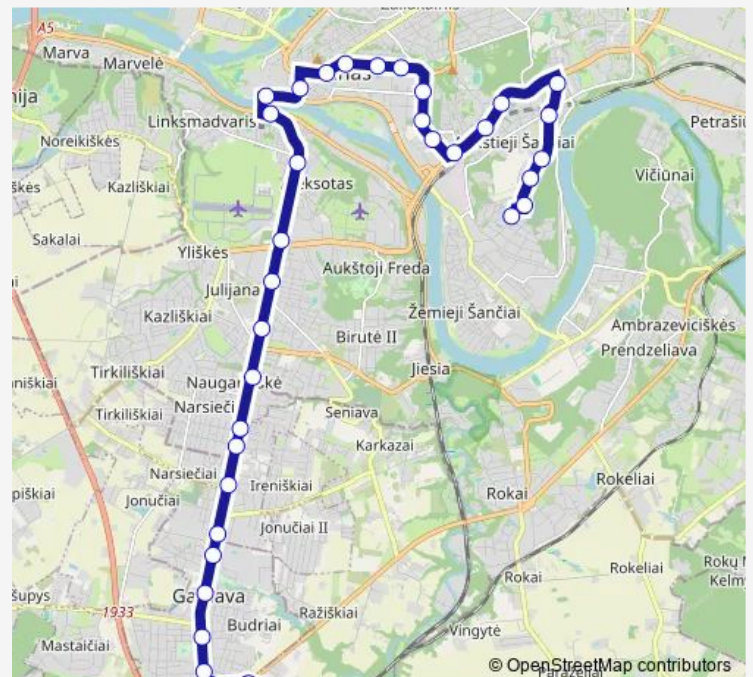 A5
Marva
Marvelė
Linksmadvaris
Petrašiū
Noreikiškės
Kazliškiai
Vičiūnai
Sakalai
Yliškės
Aukštoji Freda
Julijana
Kazliškiai
Žemieji Šančiai
Ambrazeviciškės
Birutė II
Prendzeliava
Tirkiliškiai
Jiesia
Narsieči
Tirkiliškiai
Seniava
Karkazai
Narsiečiai
Ireniškiai
Rokeliai
Jonučiai
Rokai
Jonučiai II
Rokai
Rokeliai
1933
Budriai
Ražiškiai
Vingytė
Mastaičiai
© OpenStreetMap contributors